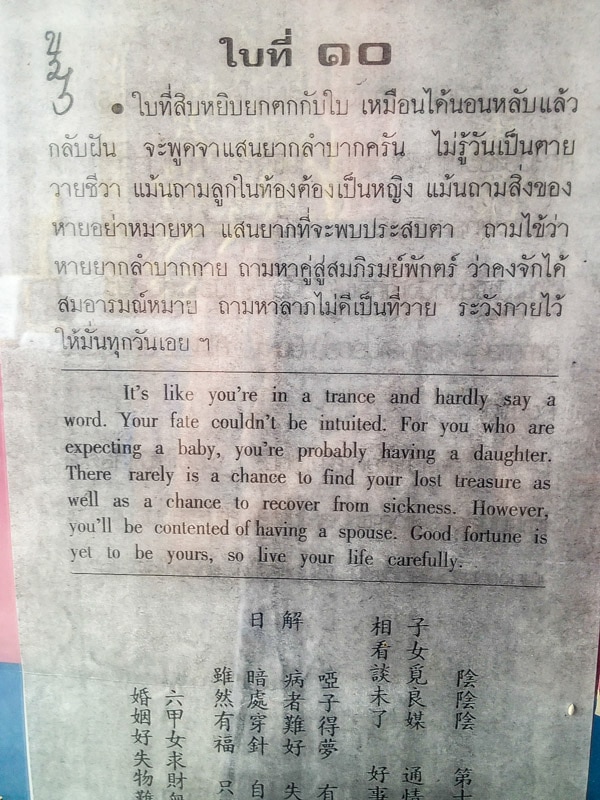 ใบที่ ๑๐
● ใบที่สิบหยิบยกตกกับใบ เหมือนได้นอนหลับแล้ว
กลับฝัน จะพูดจาแสนยากลำบากครัน ไม่รู้วันเป็นตาย
วายชีวา แม้นถามลูกในท้องต้องเป็นหญิง แม้นถามสิ่งของ
หายอย่าหมายหา แสนยากที่จะพบประสบตา ถามไข้ว่า
หายยากลำบากกาย ถามหาคู่สู่สมภิรมย์พักตร์ ว่าคงจักได้
สมอารมณ์หมาย ถามหาลาภไม่ดีเป็นที่วาย ระวังกายไว้
ให้มั่นทุกวันเอย ฯ
It's like you're in a trance and hardly say a
word. Your fate couldn't be intuited. For you who are
expecting a baby, you're probably having a daughter.
There rarely is a chance to find your lost treasure as
well as a chance to recover from sickness. However,
you'll be contented of having a spouse. Good fortune is
yet to be yours, so live your life carefully.
陰陰陰 第十
子女覓良媒 通情
相看談未了 好事
啞子得夢 有
解 病者難好 失
日 暗處穿針 自
雖然有福 只
六甲女求財
婚姻好失物難